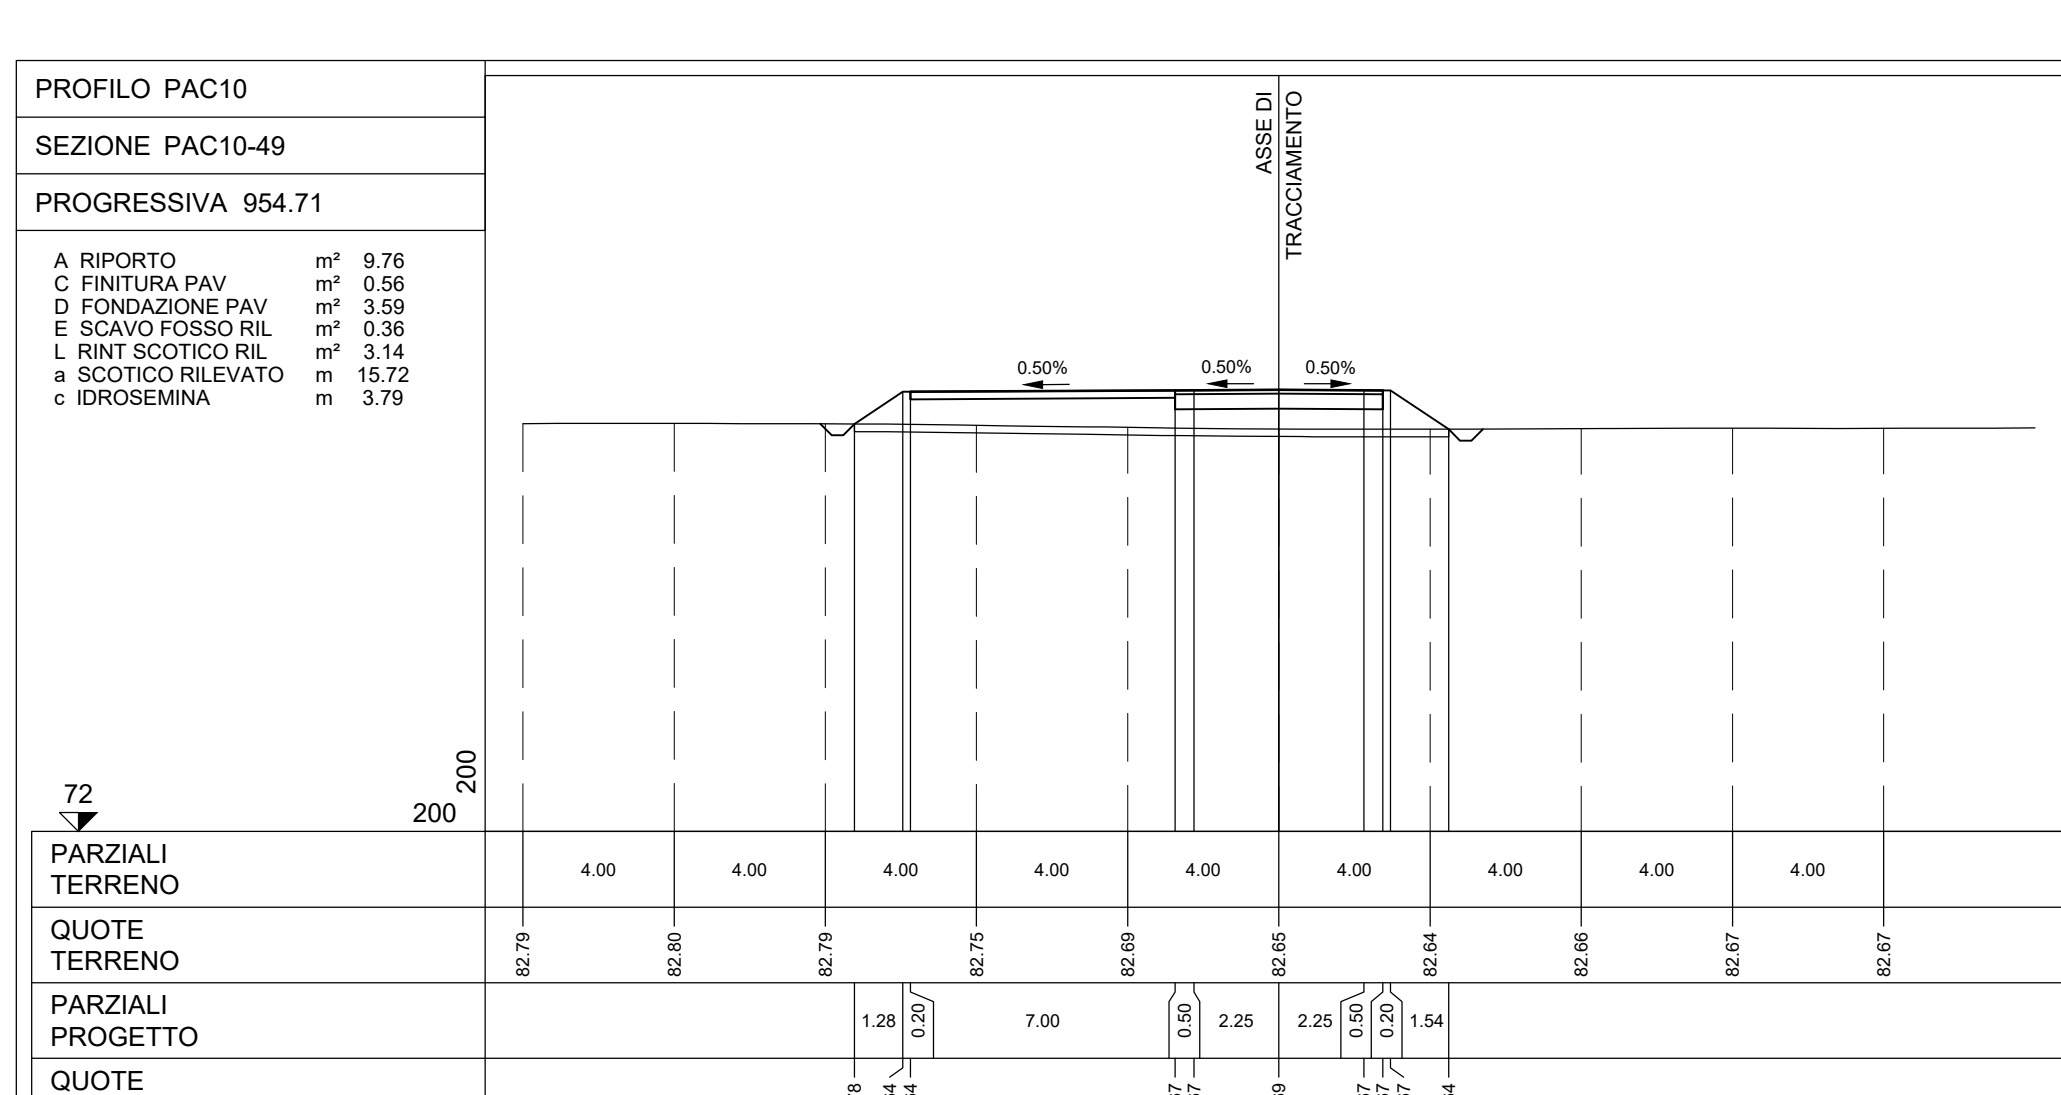 PROFILO PAC10
SEZIONE PAC10-49
PROGRESSIVA 954.71
A RIPORTO m² 9.76
C FINITURA PAV m² 0.56
D FONDAZIONE PAV m² 3.59
E SCAVO FOSSO RIL m² 0.36
L RINT SCOTICO RIL m² 3.14
a SCOTICO RILEVATO m 15.72
c IDROSEMINA m 3.79
ASSE DI
TRACCIAMENTO
0.50% 0.50% 0.50%
72
200
200
PARZIALI
TERRENO
4.00 4.00 4.00 4.00 4.00 4.00 4.00 4.00 4.00
QUOTE
TERRENO
82.79 82.80 82.79 82.75 82.69 82.65 82.64 82.66 82.67 82.67
PARZIALI
PROGETTO
1.28 0.20 7.00 0.50 2.25 2.25 0.50 0.20 1.54
QUOTE